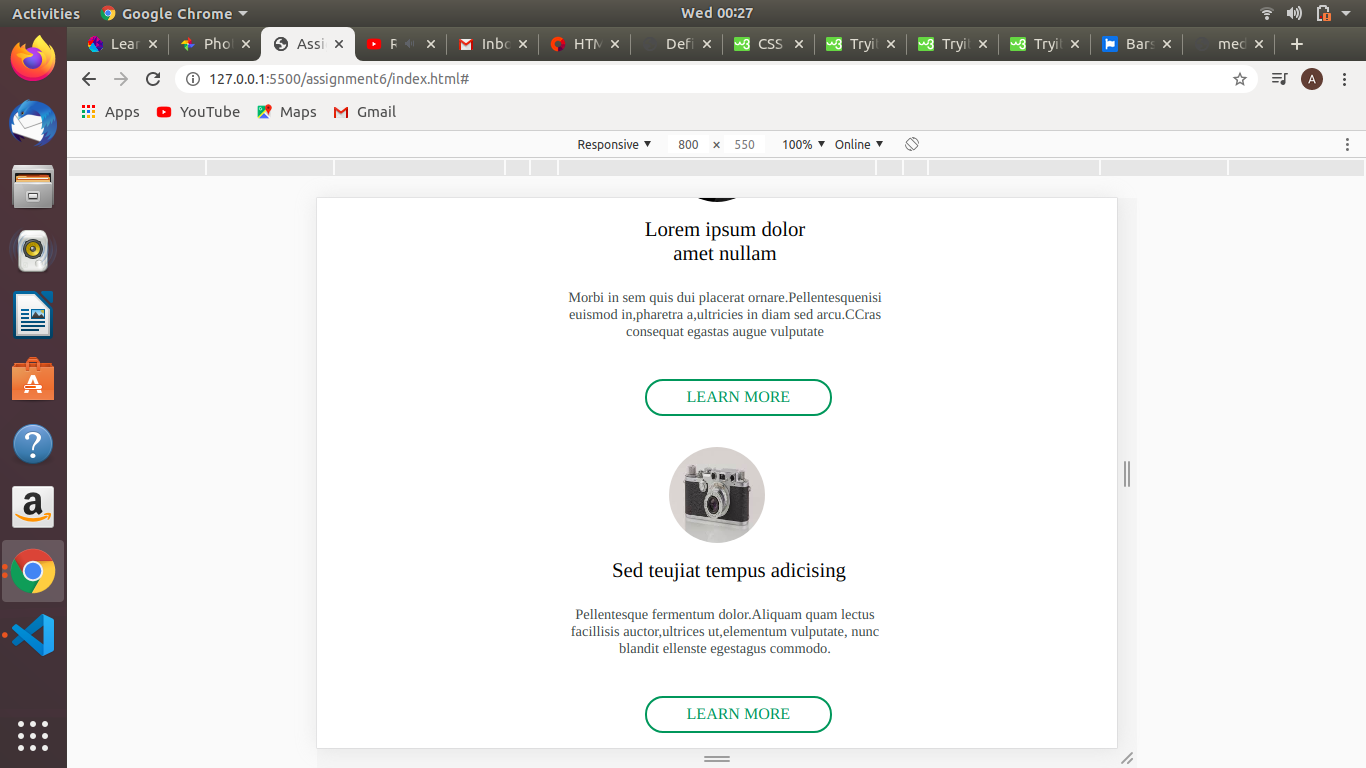 Activities
Google Chrome
Wed 00:27
Lear
Phol
Assi
R
Inbo
HTM
Defi
CSS
Tryil
Tryil
Tryil
Bars
med
127.0.0.1:5500/assignment6/index.html#
A
Apps
YouTube
Maps
Gmail
Responsive
800 × 550
100%
Online
Lorem ipsum dolor
amet nullam
Morbi in sem quis dui placerat ornare.Pellentesquenisi
euismod in,pharetra a,ultricies in diam sed arcu.CCras
consequat egastas augue vulputate
LEARN MORE
Sed teujiat tempus adicising
Pellentesque fermentum dolor.Aliquam quam lectus
facillisis auctor,ultrices ut,elementum vulputate, nunc
blandit ellenste egestagus commodo.
LEARN MORE